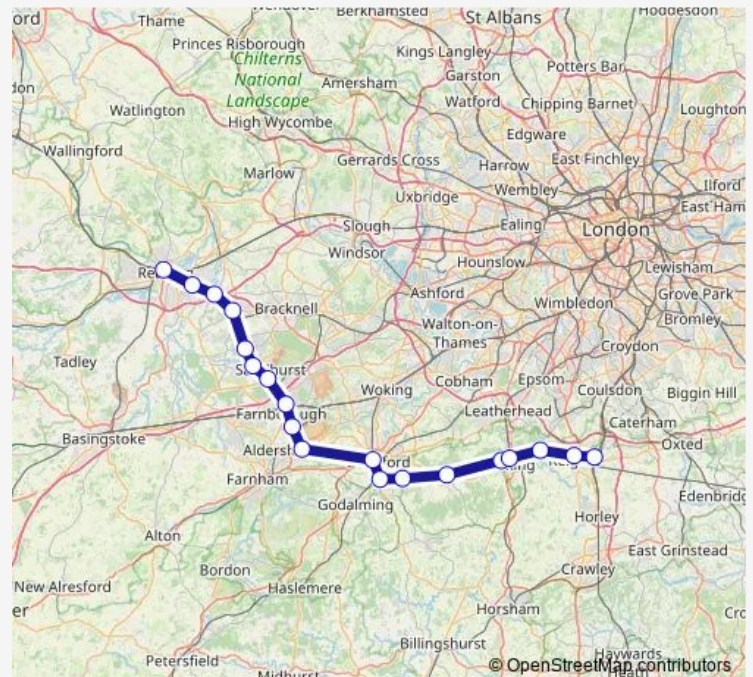 Thame
Wendover
Berkhamsted
St Albans
Hoddesdon
Princes Risborough
Kings Langley
Chilterns
National
Landscape
Amersham
Garston
Potters Bar
Watlington
High Wycombe
Watford
Chipping Barnet
Loughton
Wallingford
Edgware
Marlow
Gerrards Cross
Harrow
East Finchley
Uxbridge
Wembley
Ilford
East Ham
Slough
Ealing
London
Windsor
Hounslow
Lewisham
Bracknell
Ashford
Wimbledon
Grove Park
Bromley
Walton-on-
Thames
Croydon
Tadley
Woking
Cobham
Epsom
Coulsdon
Biggin Hill
Leatherhead
Caterham
Basingstoke
Oxted
Farnham
Godalming
Horley
Alton
East Grinstead
Bordon
Crawley
New Alresford
Haslemere
Horsham
Billingshurst
Petersfield
Haywards
Heath
Midhurst
© OpenStreetMap contributors